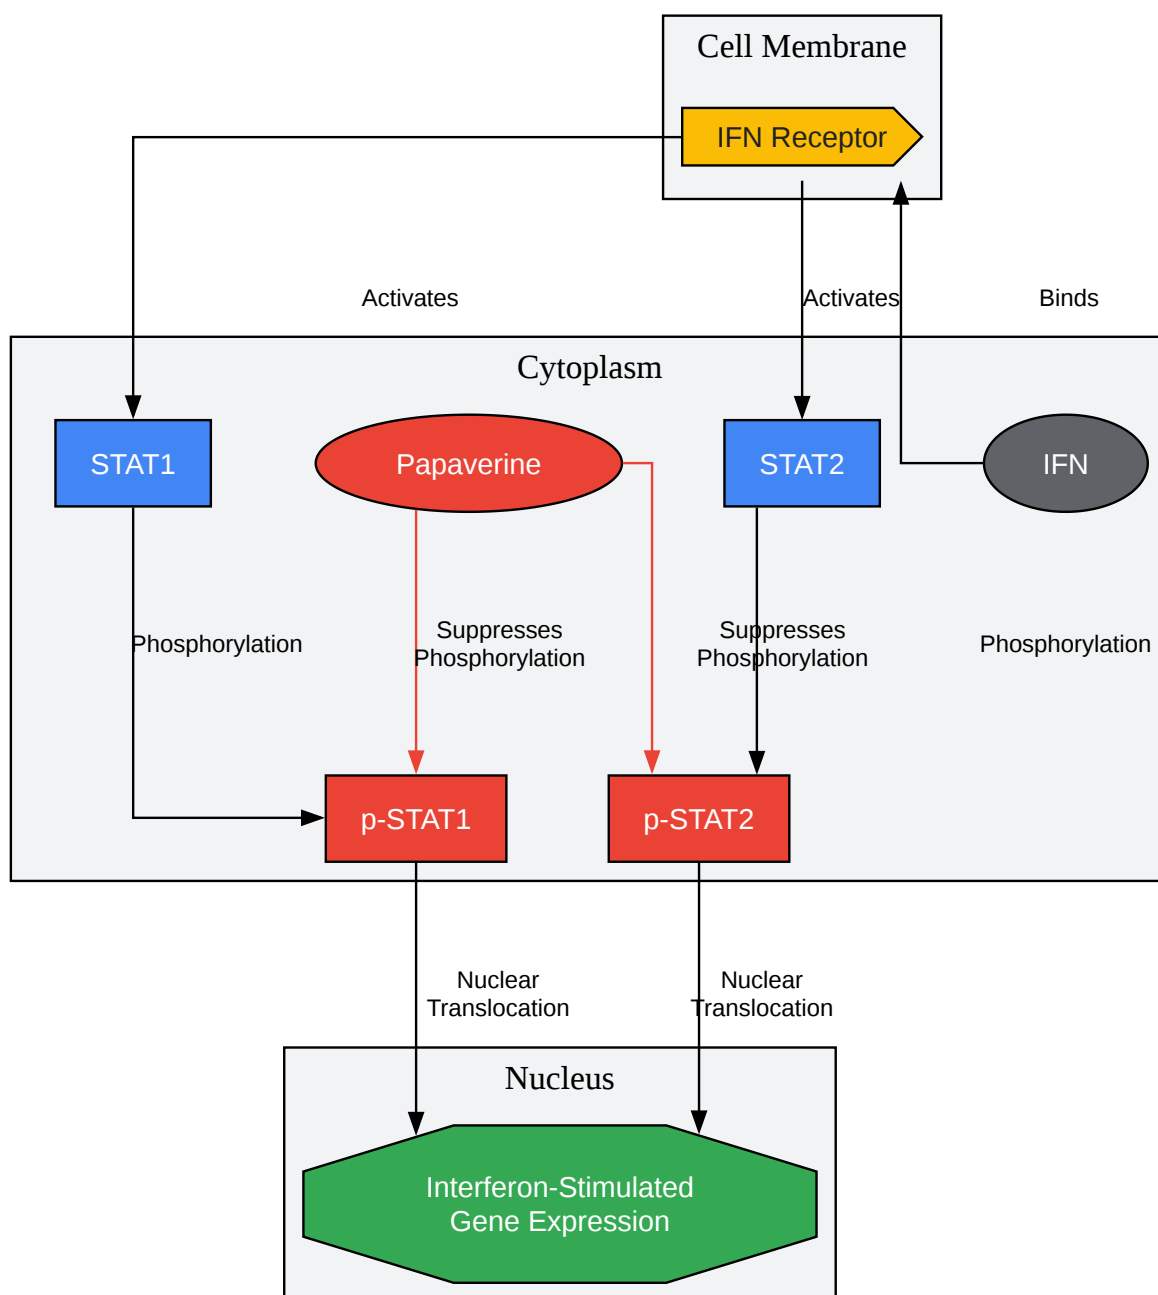 Cell Membrane
IFN Receptor
Activates
Activates
Binds
Cytoplasm
STAT1
Papaverine
STAT2
IFN
Phosphorylation
Suppresses
Phosphorylation
Suppresses
Phosphorylation
Phosphorylation
p-STAT1
p-STAT2
Nuclear
Translocation
Nuclear
Translocation
Nucleus
Interferon-Stimulated
Gene Expression